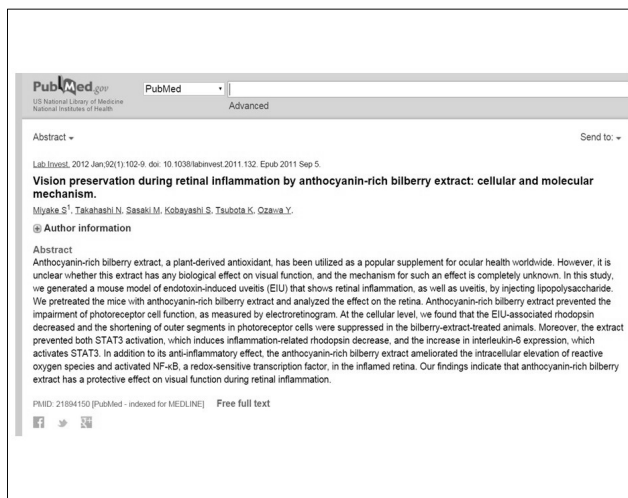 PubMed.gov
US National Library of Medicine
National Institutes of Health
PubMed
Advanced
Abstract
Send to:
Lab Invest. 2012 Jan;92(1):102-9. doi: 10.1038/labinvest.2011.132. Epub 2011 Sep 5.
Vision preservation during retinal inflammation by anthocyanin-rich bilberry extract: cellular and molecular
mechanism.
Miyake S1, Takahashi N, Sasaki M, Kobayashi S, Tsubota K, Ozawa Y.
Author information
Abstract
Anthocyanin-rich bilberry extract, a plant-derived antioxidant, has been utilized as a popular supplement for ocular health worldwide. However, it is
unclear whether this extract has any biological effect on visual function, and the mechanism for such an effect is completely unknown. In this study,
we generated a mouse model of endotoxin-induced uveitis (EIU) that shows retinal inflammation, as well as uveitis, by injecting lipopolysaccharide.
We pretreated the mice with anthocyanin-rich bilberry extract and analyzed the effect on the retina. Anthocyanin-rich bilberry extract prevented the
impairment of photoreceptor cell function, as measured by electroretinogram. At the cellular level, we found that the EIU-associated rhodopsin
decreased and the shortening of outer segments in photoreceptor cells were suppressed in the bilberry-extract-treated animals. Moreover, the extract
prevented both STAT3 activation, which induces inflammation-related rhodopsin decrease, and the increase in interleukin-6 expression, which
activates STAT3. In addition to its anti-inflammatory effect, the anthocyanin-rich bilberry extract ameliorated the intracellular elevation of reactive
oxygen species and activated NF-κB, a redox-sensitive transcription factor, in the inflamed retina. Our findings indicate that anthocyanin-rich bilberry
extract has a protective effect on visual function during retinal inflammation.
PMID: 21894150 [PubMed - indexed for MEDLINE] Free full text